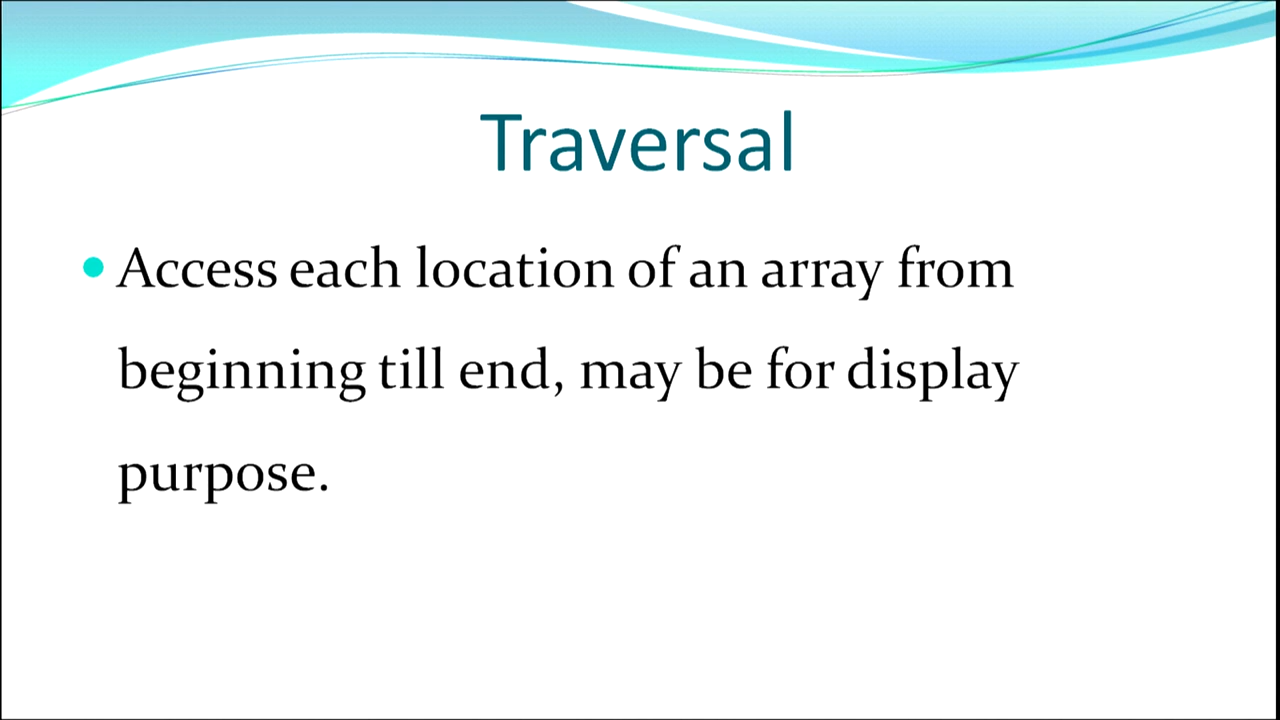 Traversal
Access each location of an array from
beginning till end, may be for display
purpose.